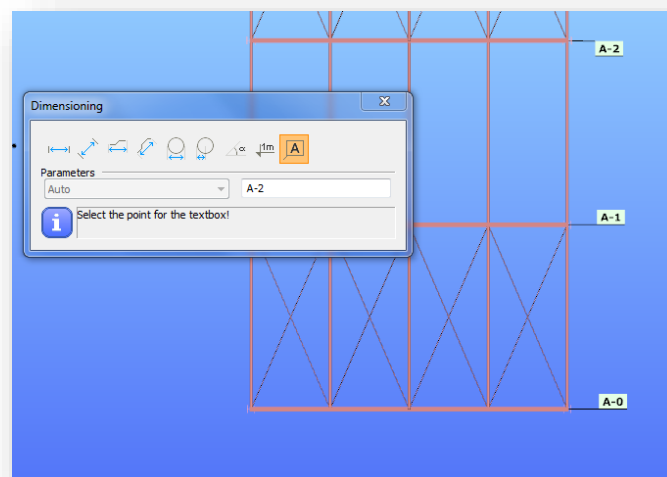 A-2
Dimensioning
x
α
1m
A
Parameters
Auto
A-2
i
Select the point for the textbox!
A-1
A-0